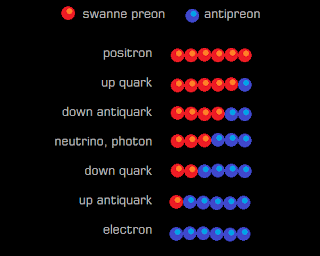 swanne preon antipreon
positron
up quark
down antiquark
neutrino, photon
down quark
up antiquark
electron